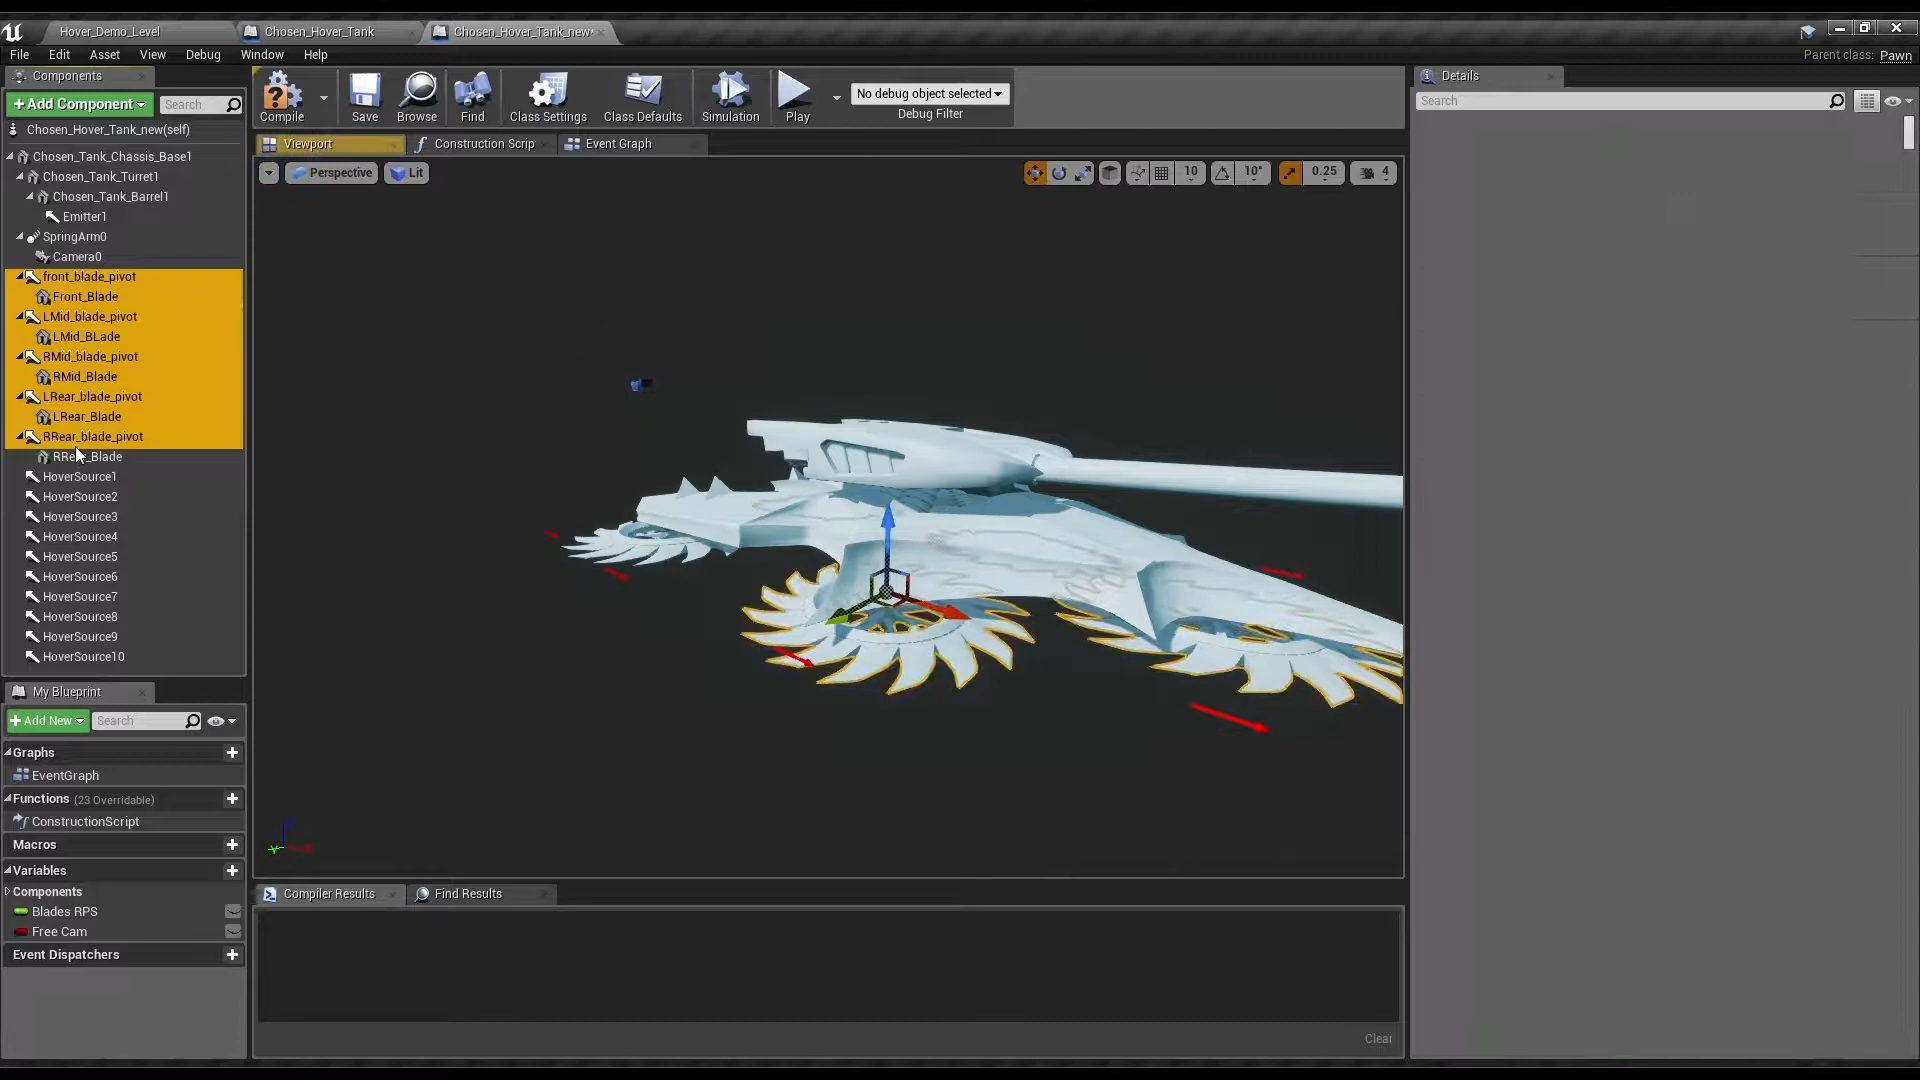 Hover_Demo_Level
Chosen_Hover_Tank
Chosen_Hover_Tank_new*
File Edit Asset View Debug Window Help
Parent class: Pawn
Components
+ Add Component
Search
Chosen_Hover_Tank_new(self)
Chosen_Tank_Chassis_Base1
Chosen_Tank_Turret1
Chosen_Tank_Barrel1
Emitter1
SpringArm0
Camera0
front_blade_pivot
Front_Blade
LMid_blade_pivot
LMid_BLade
RMid_blade_pivot
RMid_Blade
LRear_blade_pivot
LRear_Blade
RRear_blade_pivot
HoverSource1
HoverSource2
HoverSource3
HoverSource4
HoverSource5
HoverSource6
HoverSource7
HoverSource8
HoverSource9
HoverSource10
My Blueprint
+ Add New
Search
Graphs
EventGraph
Functions (23 Overridable)
ConstructionScript
Macros
Variables
Components
Blades RPS
Free Cam
Event Dispatchers
Compile
Save
Browse
Find
Class Settings
Class Defaults
Simulation
Play
No debug object selected
Debug Filter
Viewport
Construction Scrip
Event Graph
Perspective
Lit
10
10°
0.25
4
Compiler Results
Find Results
Clear
Details
Search